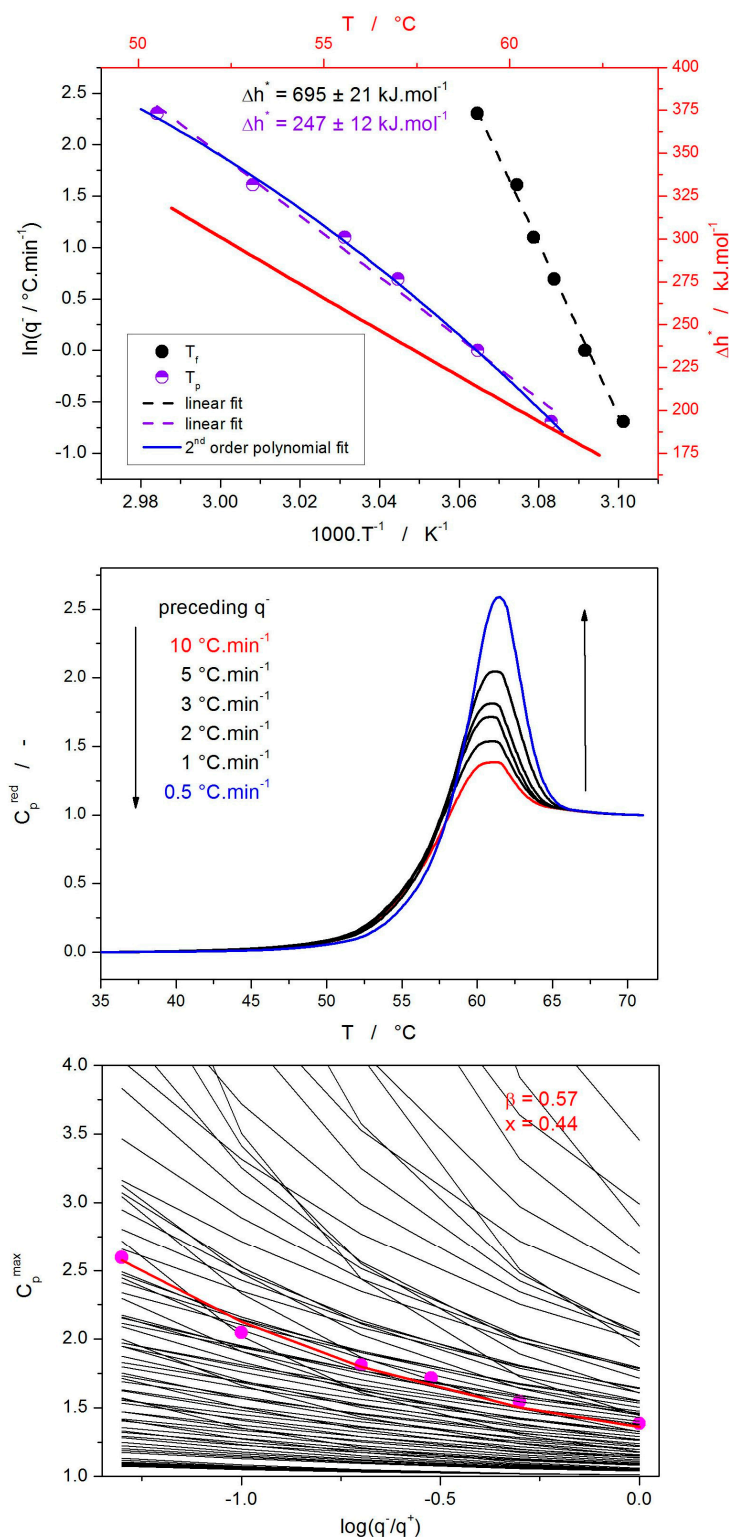 T / °C
50 55 60
Δh* = 695 ± 21 kJ.mol⁻¹
Δh* = 247 ± 12 kJ.mol⁻¹
2.5
2.0
1.5
1.0
0.5
0.0
-0.5
-1.0
ln(q⁻ / °C.min⁻¹)
400
375
350
325
300
275
250
225
200
175
Δh* / kJ.mol⁻¹
T_f
T_p
linear fit
linear fit
2ⁿᵈ order polynomial fit
2.98 3.00 3.02 3.04 3.06 3.08 3.10
1000.T⁻¹ / K⁻¹
preceding q⁻
10 °C.min⁻¹
5 °C.min⁻¹
3 °C.min⁻¹
2 °C.min⁻¹
1 °C.min⁻¹
0.5 °C.min⁻¹
2.5
2.0
1.5
1.0
0.5
0.0
C_p^red / -
35 40 45 50 55 60 65 70
T / °C
β = 0.57
x = 0.44
4.0
3.5
3.0
2.5
2.0
1.5
1.0
C_p^max
-1.0 -0.5 0.0
log(q⁻/q⁺)